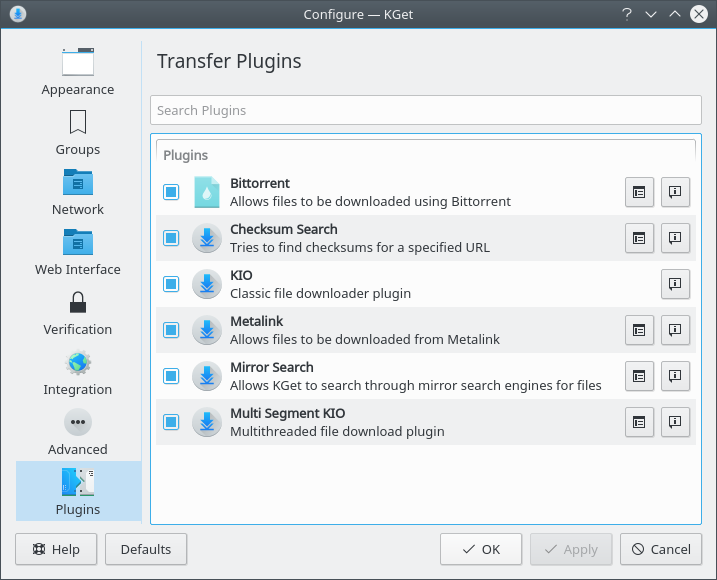 Configure — KGet
Appearance
Groups
Network
Web Interface
Verification
Integration
Advanced
Plugins
Transfer Plugins
Search Plugins
Plugins
Bittorrent
Allows files to be downloaded using Bittorrent
Checksum Search
Tries to find checksums for a specified URL
KIO
Classic file downloader plugin
Metalink
Allows files to be downloaded from Metalink
Mirror Search
Allows KGet to search through mirror search engines for files
Multi Segment KIO
Multithreaded file download plugin
Help
Defaults
OK
Apply
Cancel